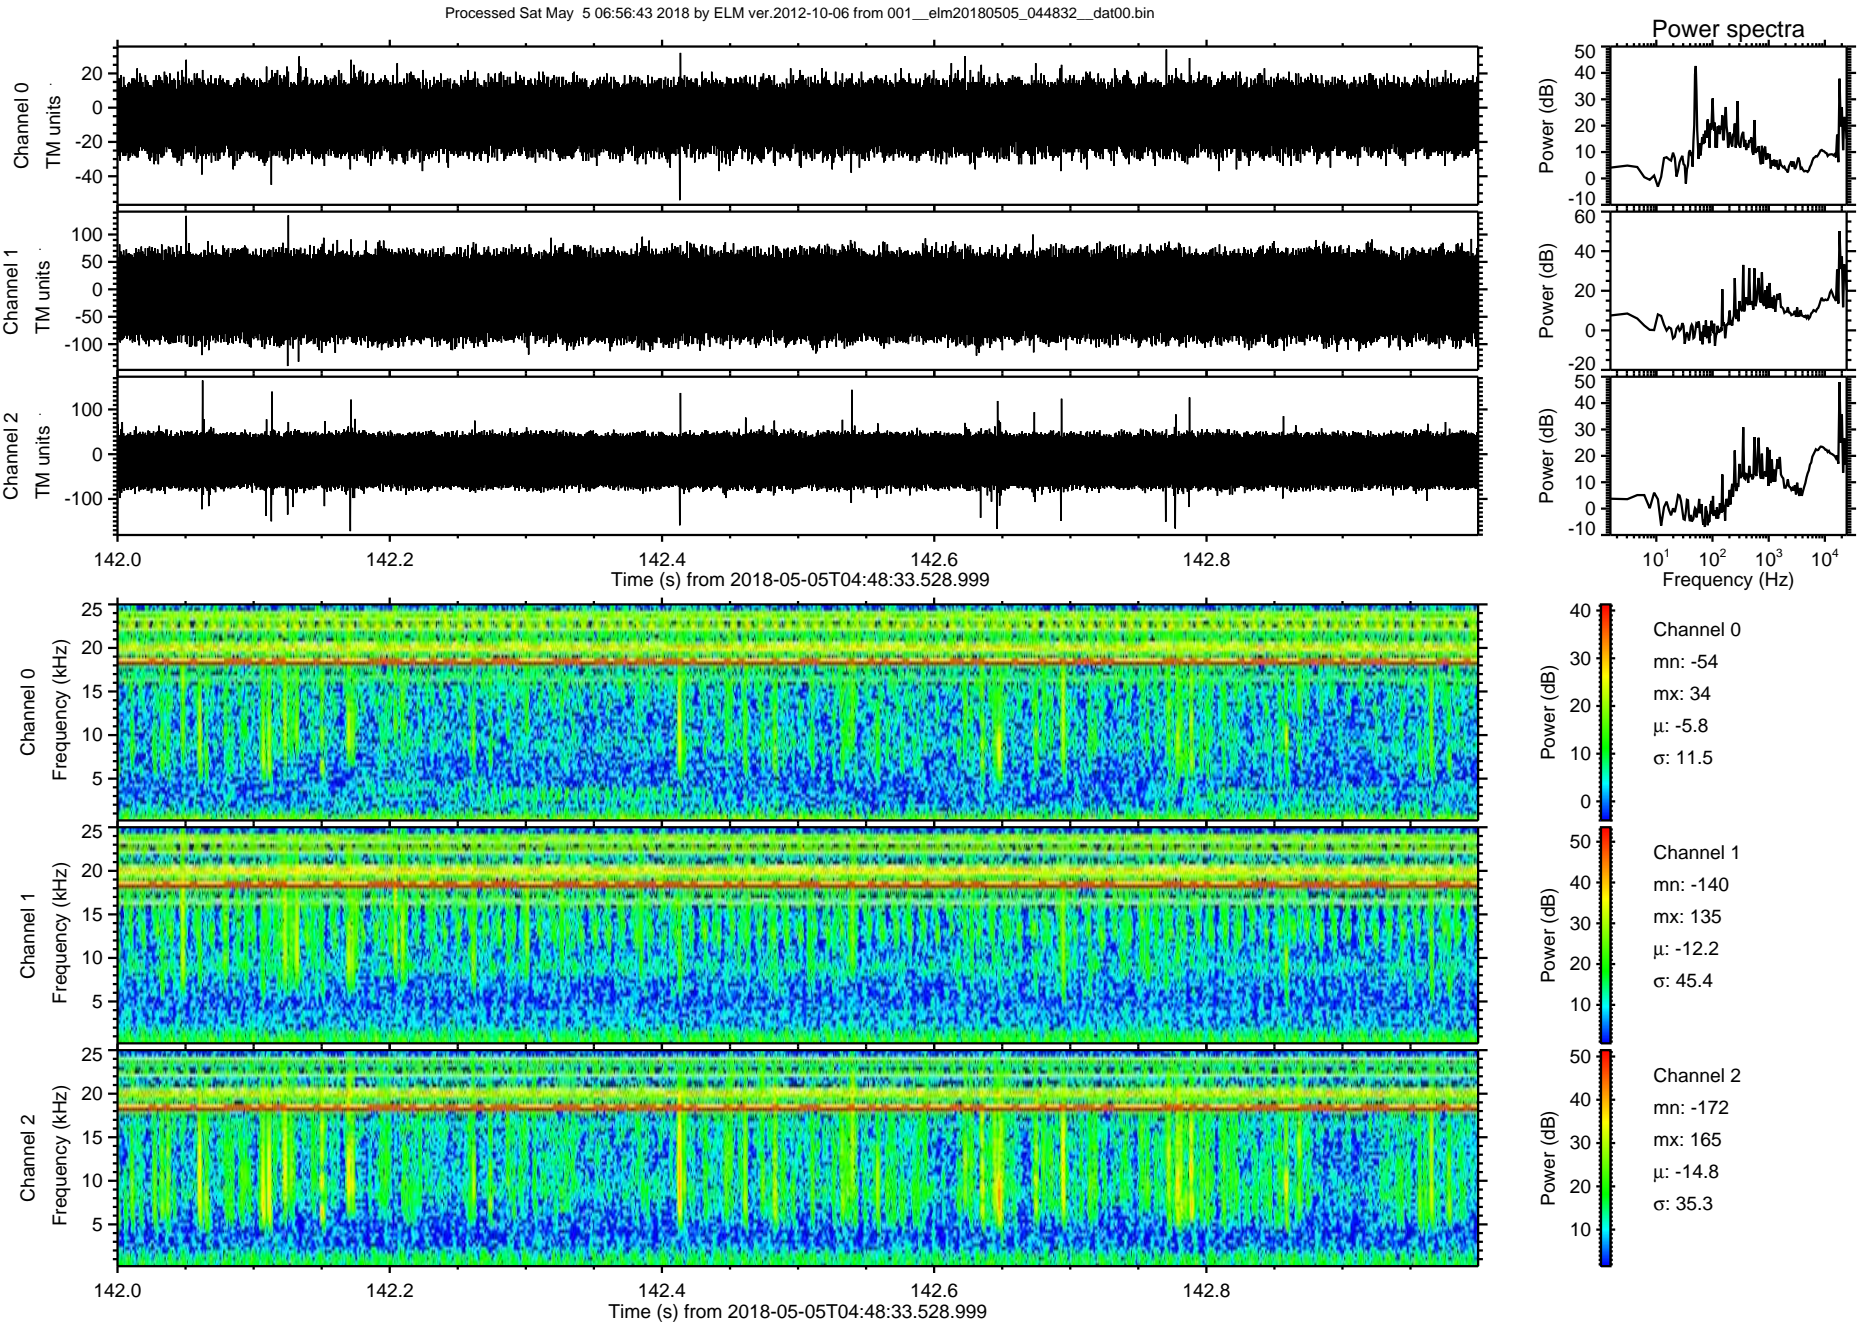 Processed Sat May  5 06:56:43 2018 by ELM ver.2012-10-06 from 001__elm20180505_044832__dat00.bin
Power spectra
Channel 0
TM units
20
0
-20
-40
Power (dB)
50
40
30
20
10
0
-10
Channel 1
TM units
100
50
0
-50
-100
Power (dB)
60
40
20
0
-20
Channel 2
TM units
100
0
-100
Power (dB)
50
40
30
20
10
0
-10
142.0 142.2 142.4 142.6 142.8
Time (s) from 2018-05-05T04:48:33.528.999
10^1 10^2 10^3 10^4
Frequency (Hz)
Channel 0
Frequency (kHz)
25
20
15
10
5
Power (dB)
40
30
20
10
0
Channel 0
mn: -54
mx: 34
μ: -5.8
σ: 11.5
Channel 1
Frequency (kHz)
25
20
15
10
5
Power (dB)
50
40
30
20
10
Channel 1
mn: -140
mx: 135
μ: -12.2
σ: 45.4
Channel 2
Frequency (kHz)
25
20
15
10
5
Power (dB)
50
40
30
20
10
Channel 2
mn: -172
mx: 165
μ: -14.8
σ: 35.3
142.0 142.2 142.4 142.6 142.8
Time (s) from 2018-05-05T04:48:33.528.999